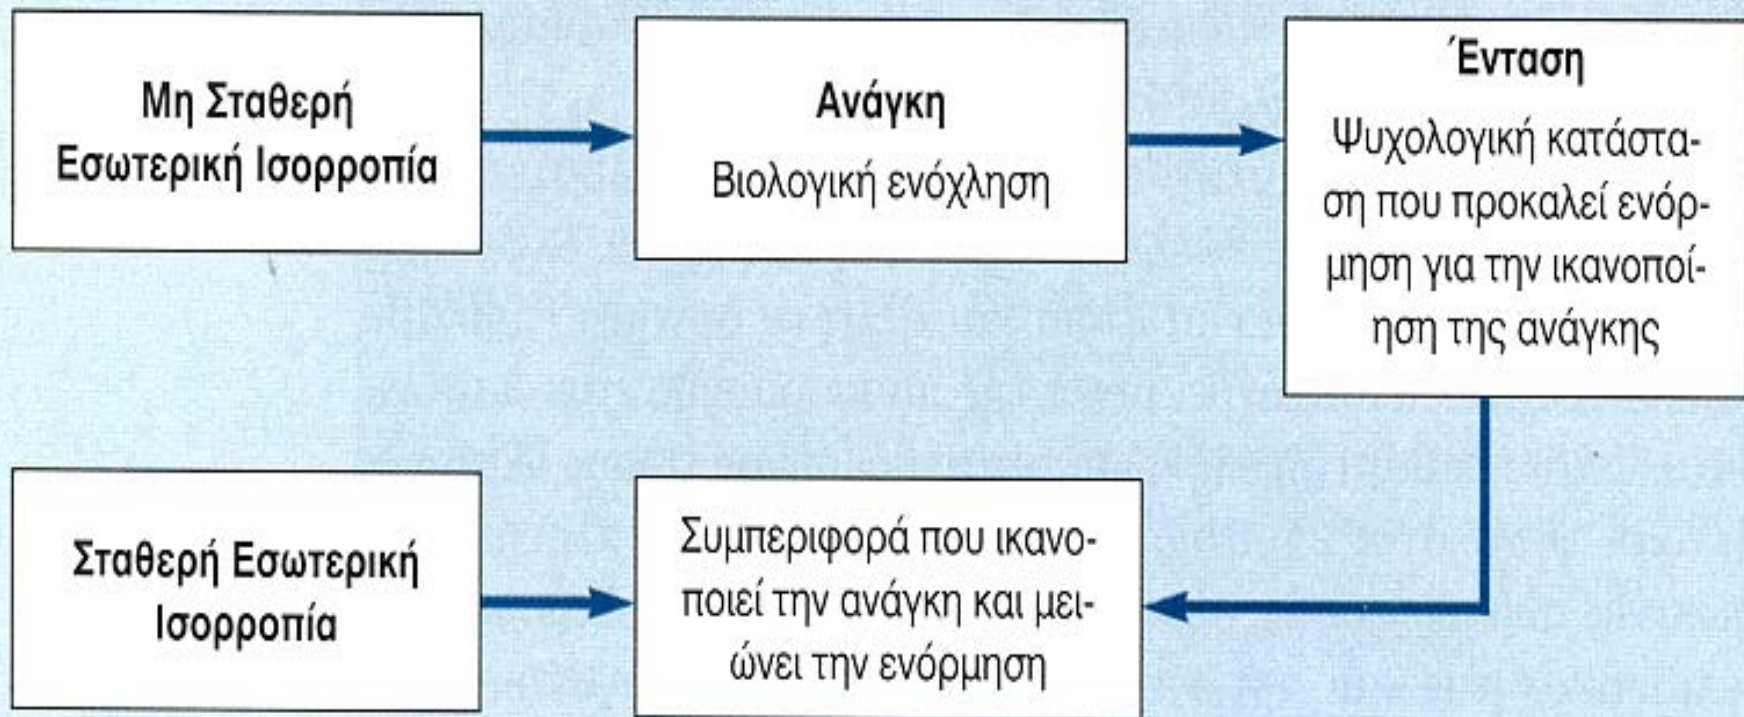 Μη Σταθερή
Εσωτερική Ισορροπία
Ανάγκη
Βιολογική ενόχληση
Ένταση
Ψυχολογική κατάστα-
ση που προκαλεί ενόρ-
μηση για την ικανοποί-
ηση της ανάγκης
Σταθερή Εσωτερική
Ισορροπία
Συμπεριφορά που ικανο-
ποιεί την ανάγκη και μει-
ώνει την ενόρμηση